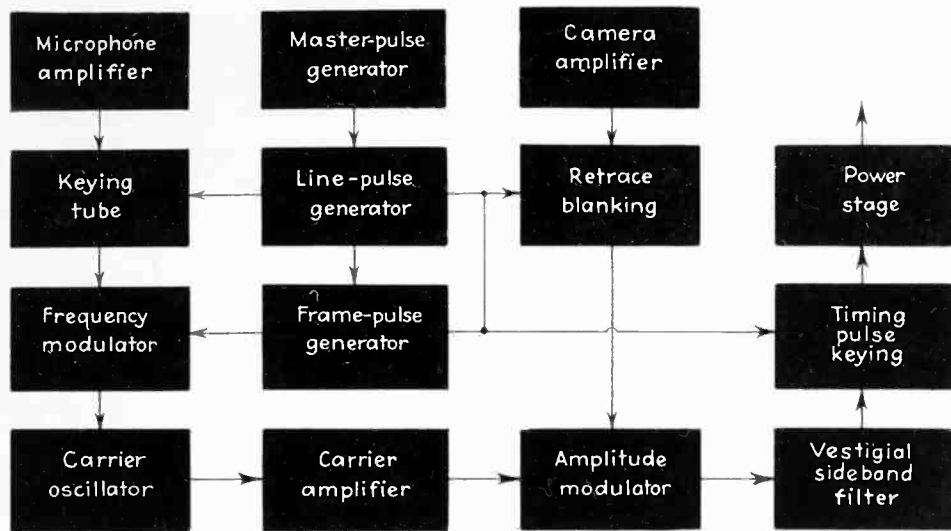 Microphone
amplifier
Master-pulse
generator
Camera
amplifier
Keying
tube
Line-pulse
generator
Retrace
blanking
Power
stage
Frequency
modulator
Frame-pulse
generator
Timing
pulse
keying
Carrier
oscillator
Carrier
amplifier
Amplitude
modulator
Vestigial
sideband
filter